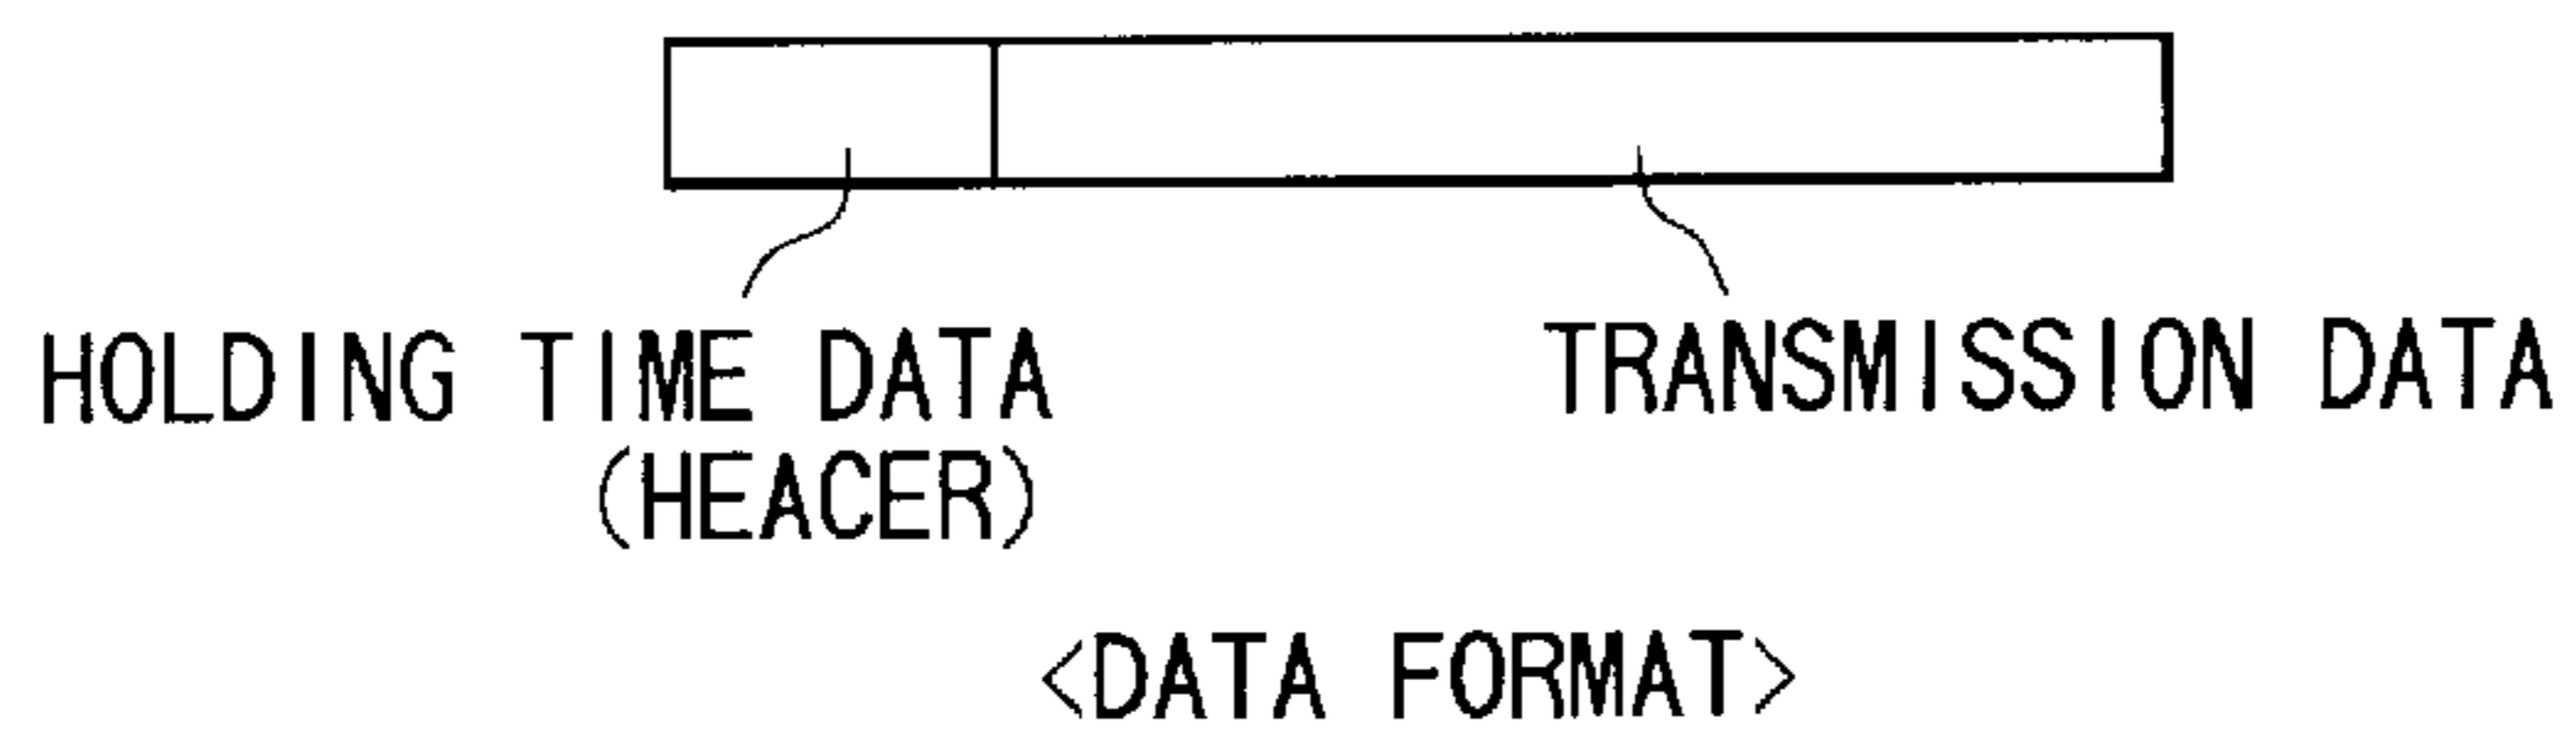 HOLDING TIME DATA
(HEACER)
TRANSMISSION DATA
<DATA FORMAT>